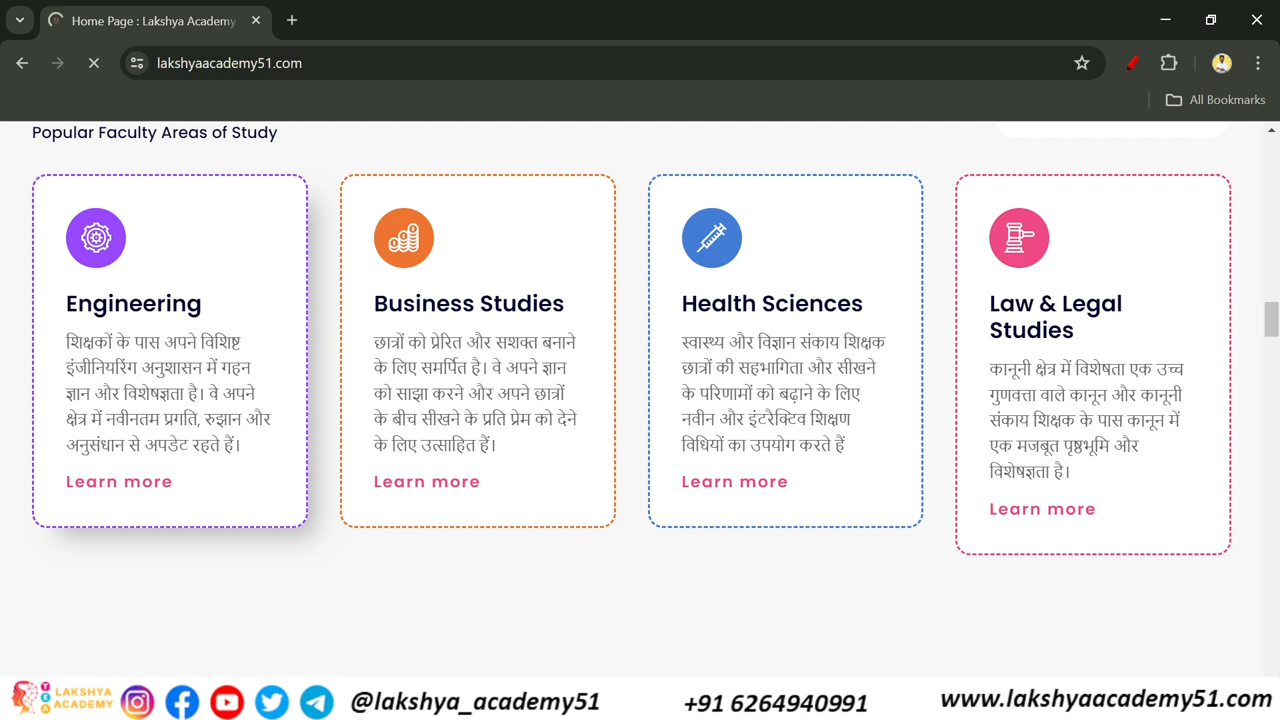 Home Page : Lakshya Academy
lakshyaacademy51.com
All Bookmarks
Popular Faculty Areas of Study
Engineering
शिक्षकों के पास अपने विशिष्ट
इंजीनियरिंग अनुशासन में गहन
ज्ञान और विशेषज्ञता है। वे अपने
क्षेत्र में नवीनतम प्रगति, रुझान और
अनुसंधान से अपडेट रहते हैं।
Learn more
Business Studies
छात्रों को प्रेरित और सशक्त बनाने
के लिए समर्पित है। वे अपने ज्ञान
को साझा करने और अपने छात्रों
के बीच सीखने के प्रति प्रेम को देने
के लिए उत्साहित हैं।
Learn more
Health Sciences
स्वास्थ्य और विज्ञान संकाय शिक्षक
छात्रों की सहभागिता और सीखने
के परिणामों को बढ़ाने के लिए
नवीन और इंटरैक्टिव शिक्षण
विधियों का उपयोग करते हैं
Learn more
Law & Legal
Studies
कानूनी क्षेत्र में विशेषता एक उच्च
गुणवत्ता वाले कानून और कानूनी
संकाय शिक्षक के पास कानून में
एक मजबूत पृष्ठभूमि और
विशेषज्ञता है।
Learn more
TEA
LAKSHYA
ACADEMY
@lakshya_academy51
+91 6264940991
www.lakshyaacademy51.com